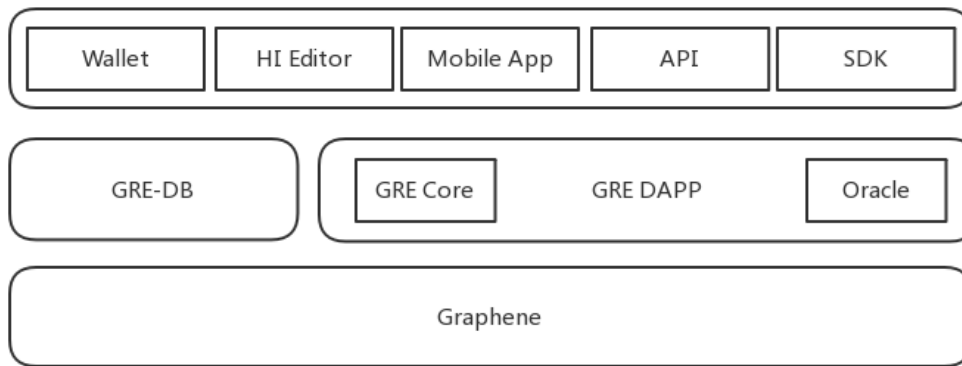 Wallet
HI Editor
Mobile App
API
SDK
GRE-DB
GRE Core
GRE DAPP
Oracle
Graphene